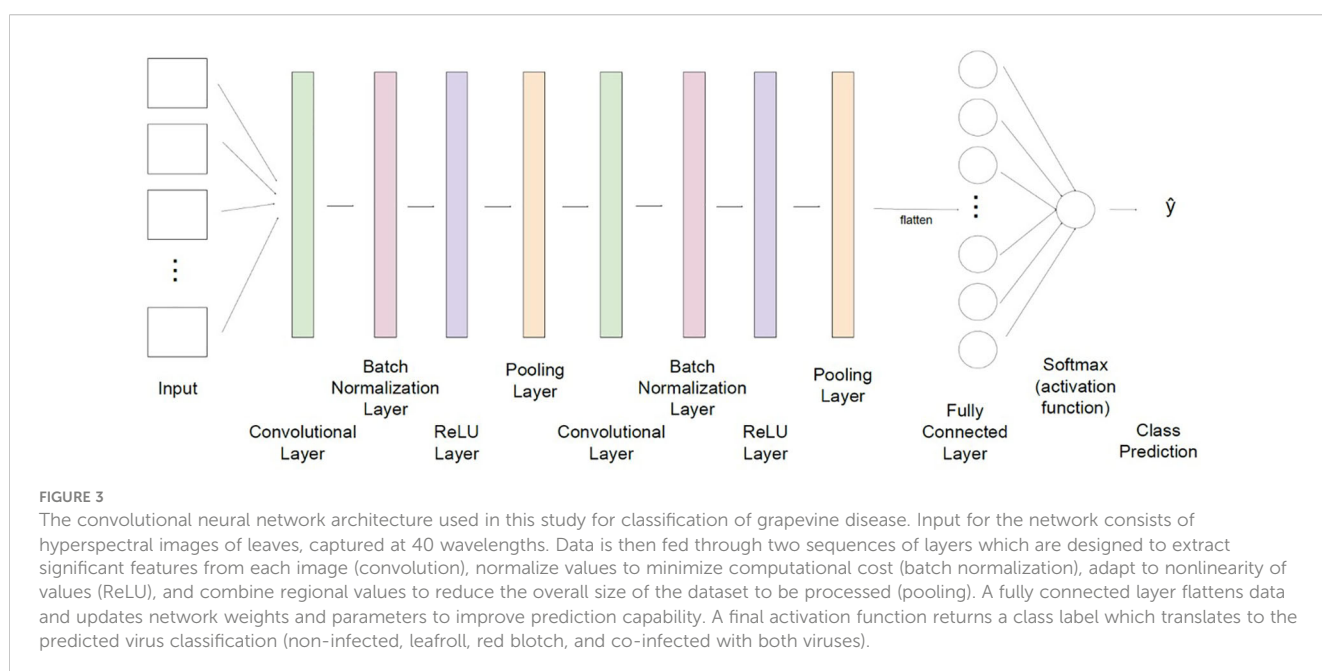 flatten
ŷ
Input
Convolutional
Layer
Batch
Normalization
Layer
ReLU
Layer
Pooling
Layer
Convolutional
Layer
Batch
Normalization
Layer
ReLU
Layer
Pooling
Layer
Fully
Connected
Layer
Softmax
(activation
function)
Class
Prediction
FIGURE 3
The convolutional neural network architecture used in this study for classification of grapevine disease. Input for the network consists of
hyperspectral images of leaves, captured at 40 wavelengths. Data is then fed through two sequences of layers which are designed to extract
significant features from each image (convolution), normalize values to minimize computational cost (batch normalization), adapt to nonlinearity of
values (ReLU), and combine regional values to reduce the overall size of the dataset to be processed (pooling). A fully connected layer flattens data
and updates network weights and parameters to improve prediction capability. A final activation function returns a class label which translates to the
predicted virus classification (non-infected, leafroll, red blotch, and co-infected with both viruses).